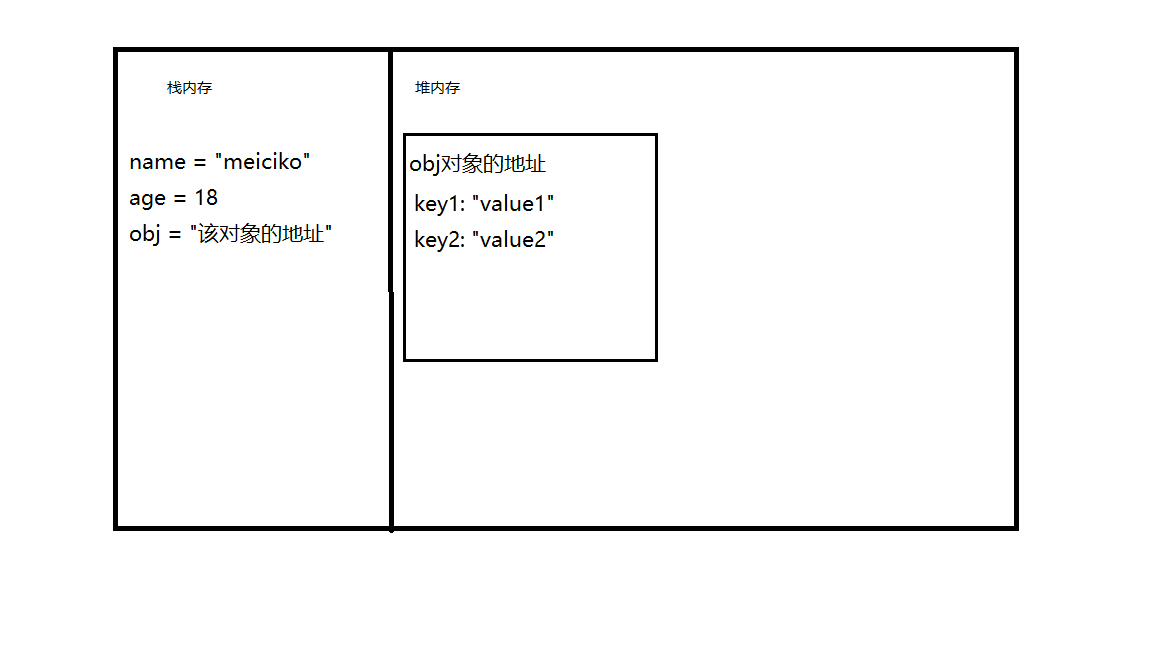 栈内存
堆内存
name = "meiciko"
age = 18
obj = "该对象的地址"
obj对象的地址
key1: "value1"
key2: "value2"